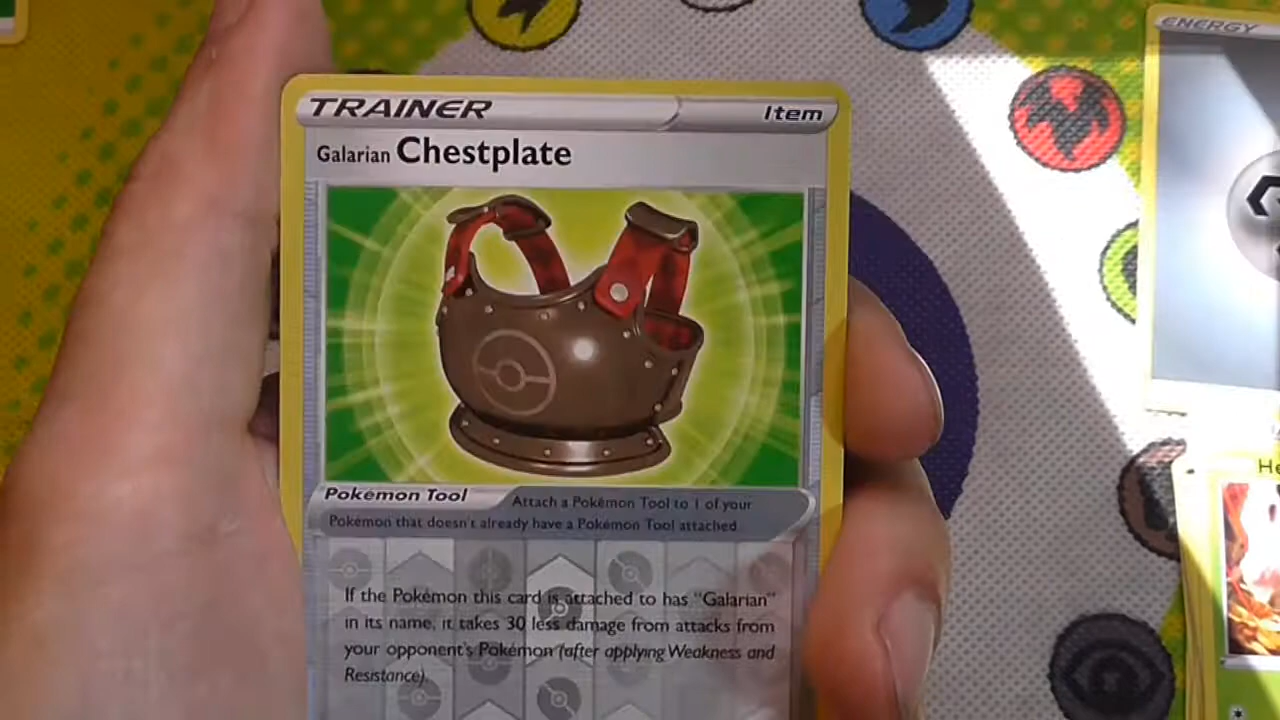 TRAINER Item
Galarian Chestplate
Pokémon Tool Attach a Pokémon Tool to 1 of your
Pokémon that doesn't already have a Pokémon Tool attached.
If the Pokémon this card is attached to has "Galarian"
in its name, it takes 30 less damage from attacks from
your opponent's Pokémon (after applying Weakness and
Resistance).
ENERGY
He